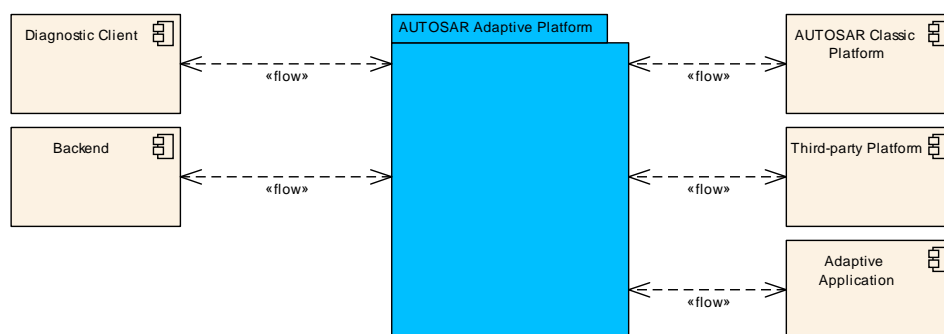 Diagnostic Client
AUTOSAR Adaptive Platform
AUTOSAR Classic
Platform
«flow»
«flow»
Backend
Third-party Platform
«flow»
«flow»
Adaptive
Application
«flow»